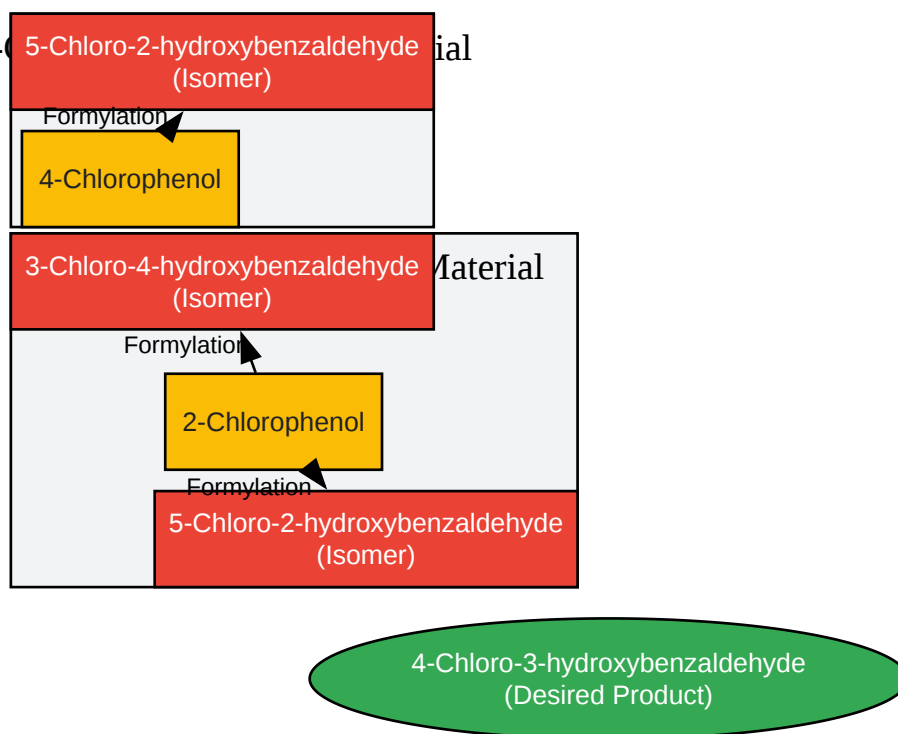 5-Chloro-2-hydroxybenzaldehyde
(Isomer)
Formylation
4-Chlorophenol
3-Chloro-4-hydroxybenzaldehyde
(Isomer)
Material
Formylation
2-Chlorophenol
Formylation
5-Chloro-2-hydroxybenzaldehyde
(Isomer)
4-Chloro-3-hydroxybenzaldehyde
(Desired Product)